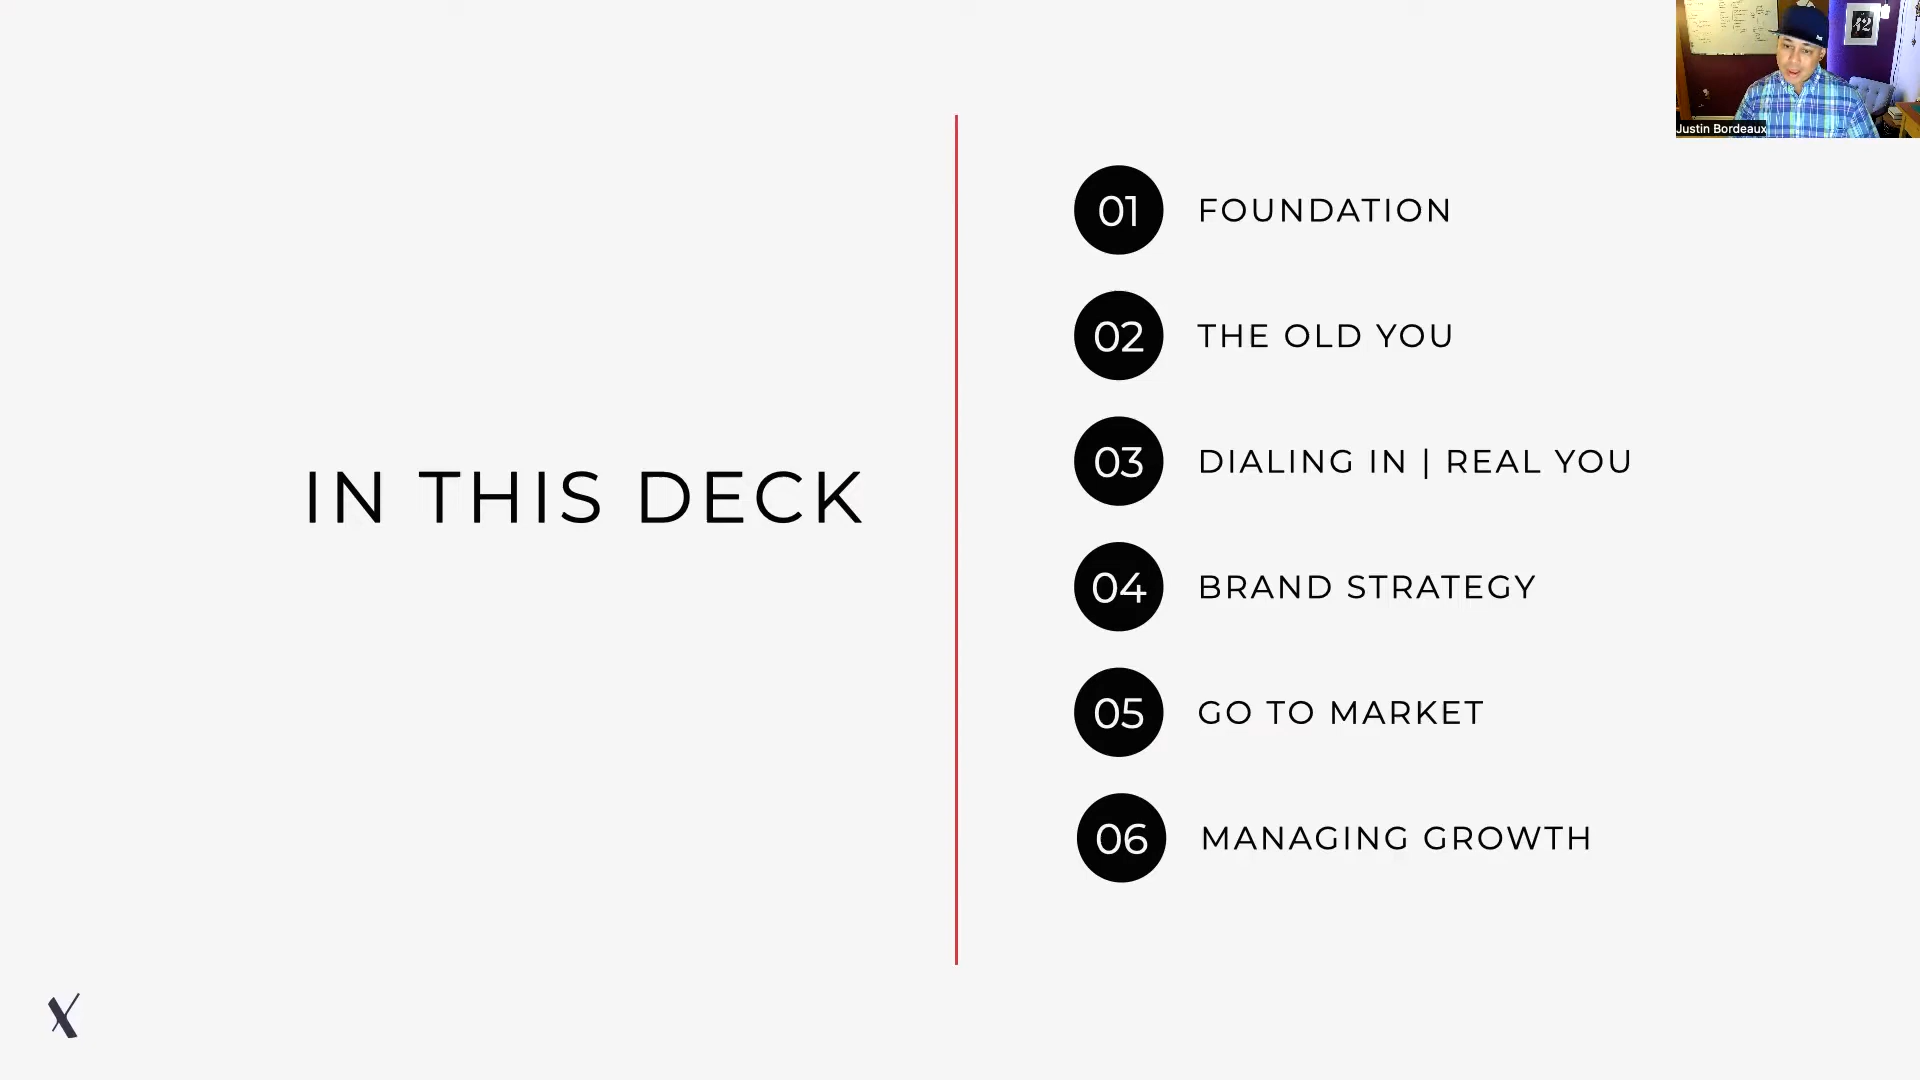 IN THIS DECK
01 FOUNDATION
02 THE OLD YOU
03 DIALING IN | REAL YOU
04 BRAND STRATEGY
05 GO TO MARKET
06 MANAGING GROWTH
Justin Bordeaux
42